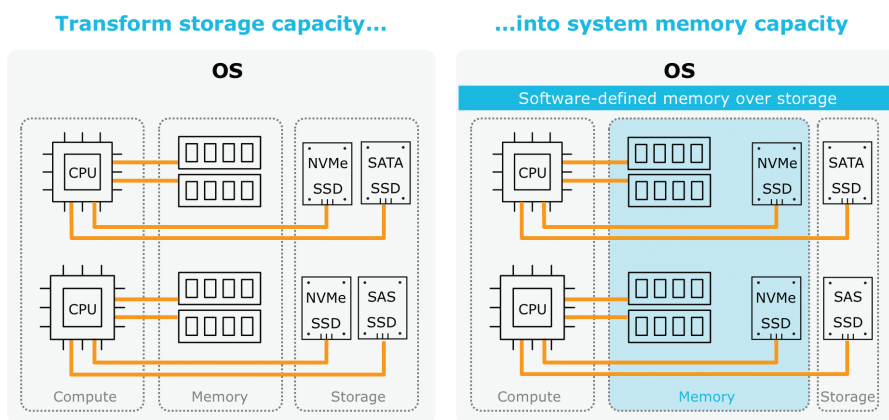 Transform storage capacity...
OS
CPU
NVMe
SSD
SATA
SSD
CPU
NVMe
SSD
SAS
SSD
Compute
Memory
Storage
...into system memory capacity
OS
Software-defined memory over storage
CPU
NVMe
SSD
SATA
SSD
CPU
NVMe
SSD
SAS
SSD
Compute
Memory
Storage